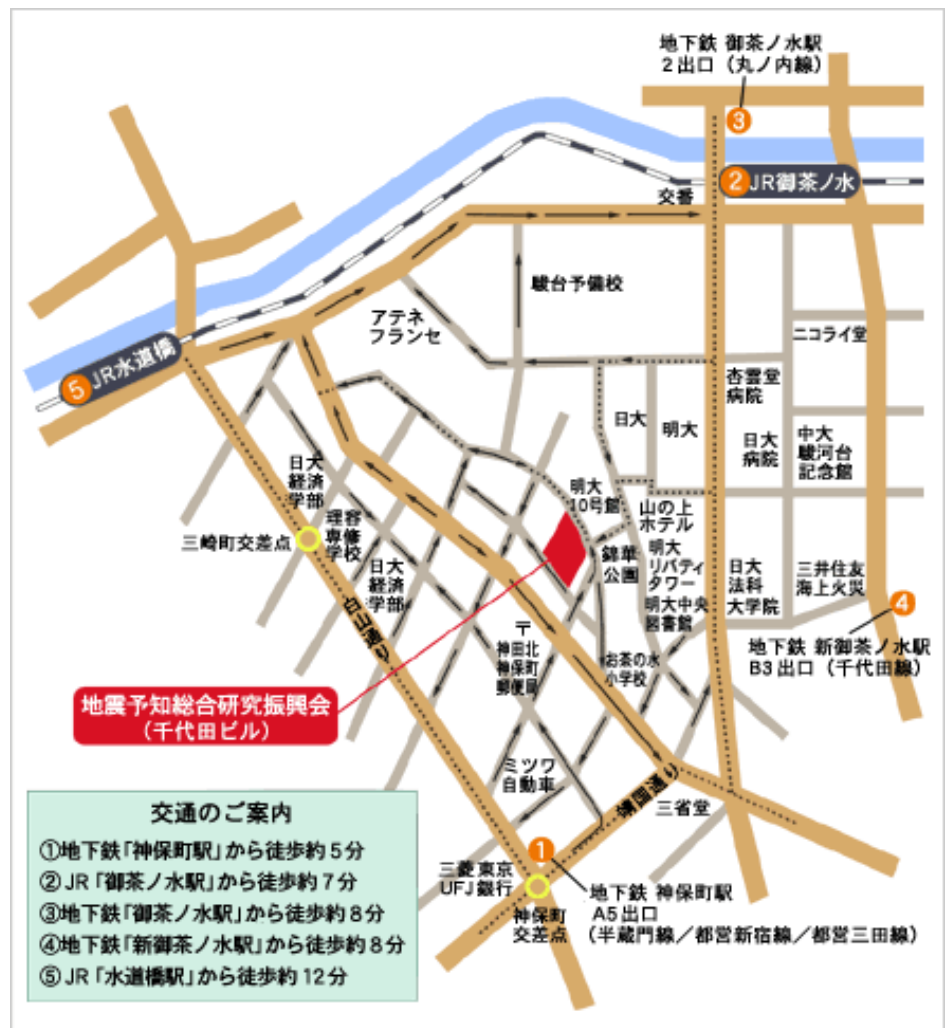 地下鉄 御茶ノ水駅
2出口(丸ノ内線)
③
②JR御茶ノ水
交番
駿台予備校
アテネ
フランセ
ニコライ堂
⑤JR水道橋
杏雲堂
病院
日大
明大
日大
病院
中大
駿河台
記念館
日大
経済
学部
明大
10号館
山の上
ホテル
三崎町交差点
理容
専修
学校
日大
経済
学部
錦華
公園
明大
リバティ
タワー
日大
法科
大学院
三井住友
海上火災
④
明大中央
図書館
地下鉄 新御茶ノ水駅
B3出口(千代田線)
白山通り
〒
神田北
神保町
郵便局
お茶の水
小学校
地震予知総合研究振興会
(千代田ビル)
ミツワ
自動車
靖国通り
三省堂
①
三菱東京
UFJ銀行
神保町
交差点
地下鉄 神保町駅
A5出口
(半蔵門線/都営新宿線/都営三田線)
交通のご案内
①地下鉄「神保町駅」から徒歩約5分
②JR「御茶ノ水駅」から徒歩約7分
③地下鉄「御茶ノ水駅」から徒歩約8分
④地下鉄「新御茶ノ水駅」から徒歩約8分
⑤JR「水道橋駅」から徒歩約12分